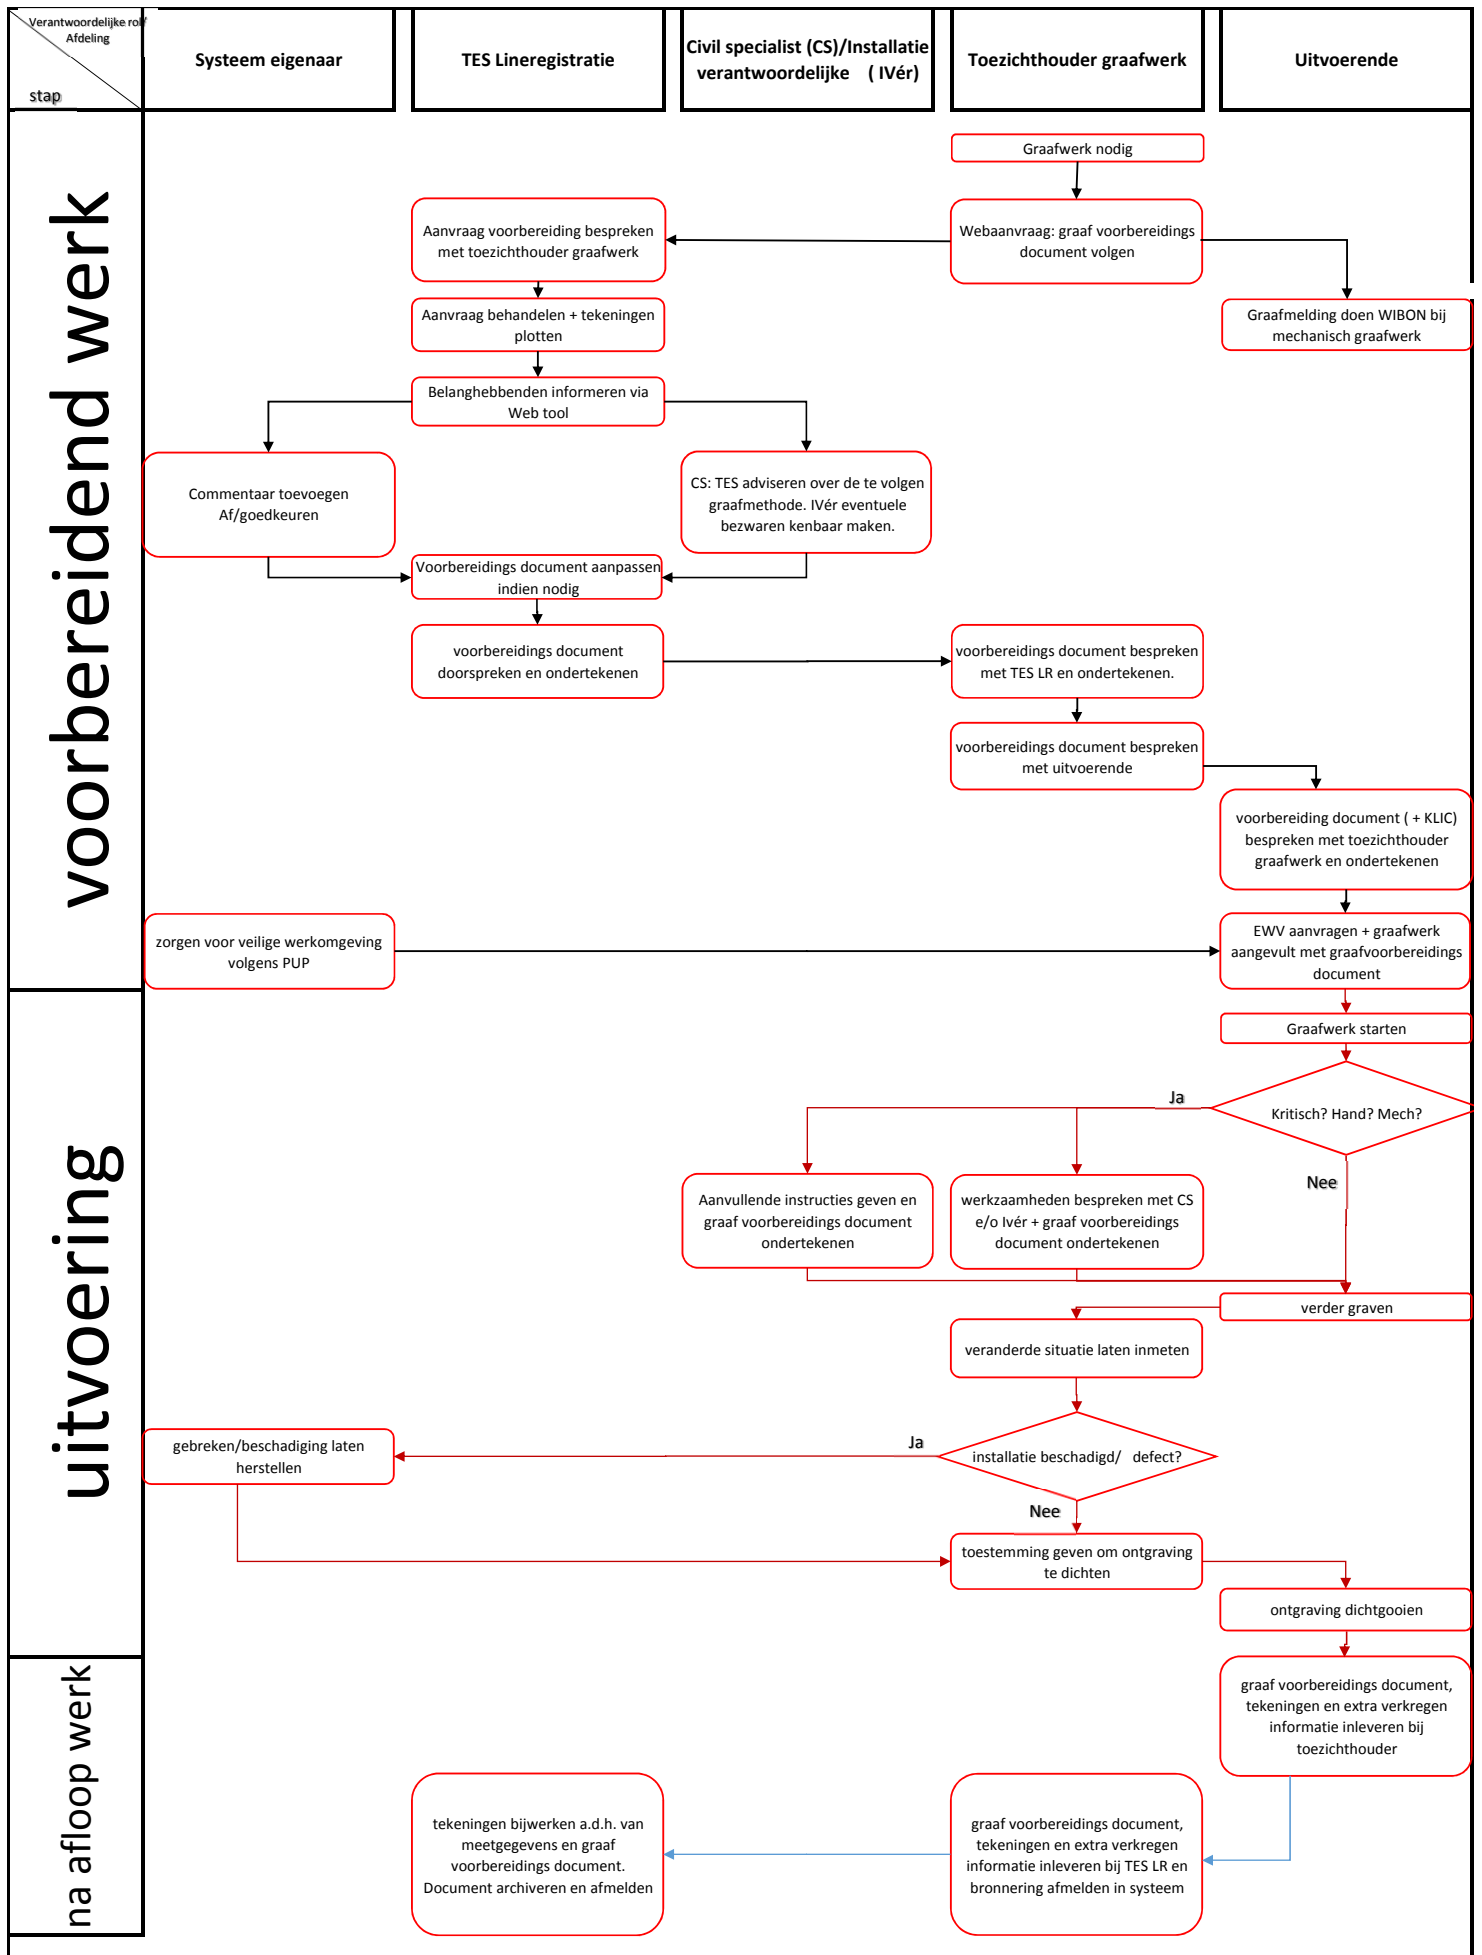 Verantwoordelijke rol/
Afdeling
stap
Systeem eigenaar
TES Lineregistratie
Civil specialist (CS)/Installatie
verantwoordelijke ( IVér)
Toezichthouder graafwerk
Uitvoerende
voorbereidend werk
Graafwerk nodig
Aanvraag voorbereiding bespreken
met toezichthouder graafwerk
Webaanvraag: graaf voorbereidings
document volgen
Aanvraag behandelen + tekeningen
plotten
Graafmelding doen WIBON bij
mechanisch graafwerk
Belanghebbenden informeren via
Web tool
Commentaar toevoegen
Af/goedkeuren
CS: TES adviseren over de te volgen
graafmethode. IVér eventuele
bezwaren kenbaar maken.
Voorbereidings document aanpassen
indien nodig
voorbereidings document
doorspreken en ondertekenen
voorbereidings document bespreken
met TES LR en ondertekenen.
voorbereidings document bespreken
met uitvoerende
voorbereiding document ( + KLIC)
bespreken met toezichthouder
graafwerk en ondertekenen
zorgen voor veilige werkomgeving
volgens PUP
EWV aanvragen + graafwerk
aangevult met graafvoorbereidings
document
uitvoering
Graafwerk starten
Ja
Kritisch? Hand? Mech?
Nee
Aanvullende instructies geven en
graaf voorbereidings document
ondertekenen
werkzaamheden bespreken met CS
e/o Ivér + graaf voorbereidings
document ondertekenen
verder graven
veranderde situatie laten inmeten
gebreken/beschadiging laten
herstellen
Ja
installatie beschadigd/ defect?
Nee
toestemming geven om ontgraving
te dichten
ontgraving dichtgooien
na afloop werk
graaf voorbereidings document,
tekeningen en extra verkregen
informatie inleveren bij
toezichthouder
tekeningen bijwerken a.d.h. van
meetgegevens en graaf
voorbereidings document.
Document archiveren en afmelden
graaf voorbereidings document,
tekeningen en extra verkregen
informatie inleveren bij TES LR en
bronnering afmelden in systeem